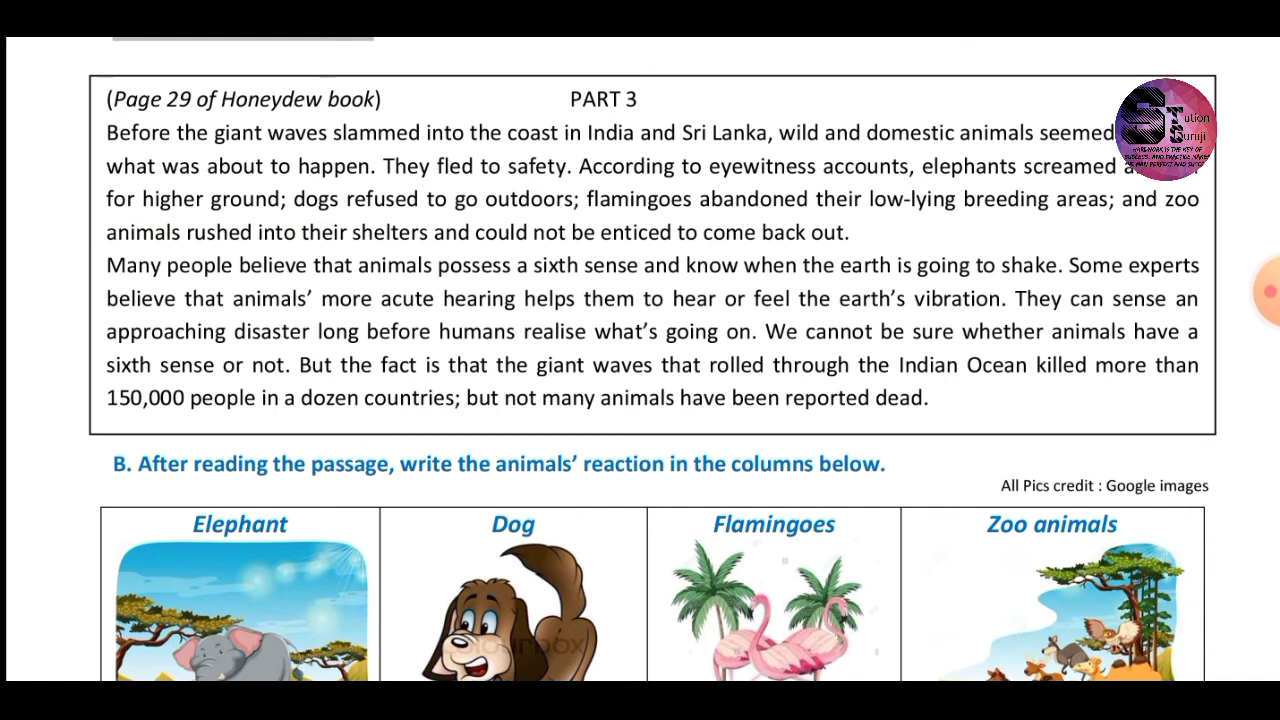 (Page 29 of Honeydew book) PART 3
Before the giant waves slammed into the coast in India and Sri Lanka, wild and domestic animals seemed
what was about to happen. They fled to safety. According to eyewitness accounts, elephants screamed
for higher ground; dogs refused to go outdoors; flamingoes abandoned their low-lying breeding areas; and zoo
animals rushed into their shelters and could not be enticed to come back out.
Many people believe that animals possess a sixth sense and know when the earth is going to shake. Some experts
believe that animals’ more acute hearing helps them to hear or feel the earth’s vibration. They can sense an
approaching disaster long before humans realise what’s going on. We cannot be sure whether animals have a
sixth sense or not. But the fact is that the giant waves that rolled through the Indian Ocean killed more than
150,000 people in a dozen countries; but not many animals have been reported dead.
B. After reading the passage, write the animals’ reaction in the columns below.
All Pics credit : Google images
Elephant Dog Flamingoes Zoo animals